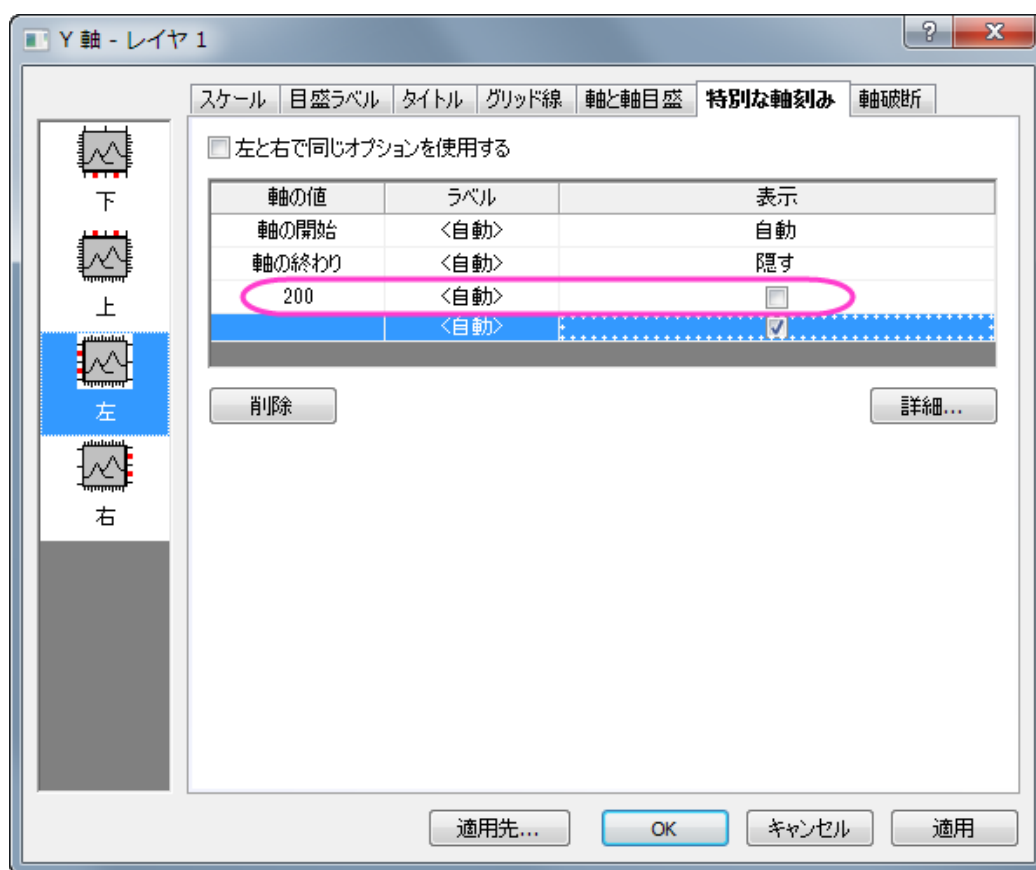 Y 軸 - レイヤ 1
スケール 目盛ラベル タイトル グリッド線 軸と軸目盛 特別な軸刻み 軸破断
下
上
左
右
左と右で同じオプションを使用する
軸の値 ラベル 表示
軸の開始 <自動> 自動
軸の終わり <自動> 隠す
200 <自動>
<自動>
削除 詳細...
適用先... OK キャンセル 適用